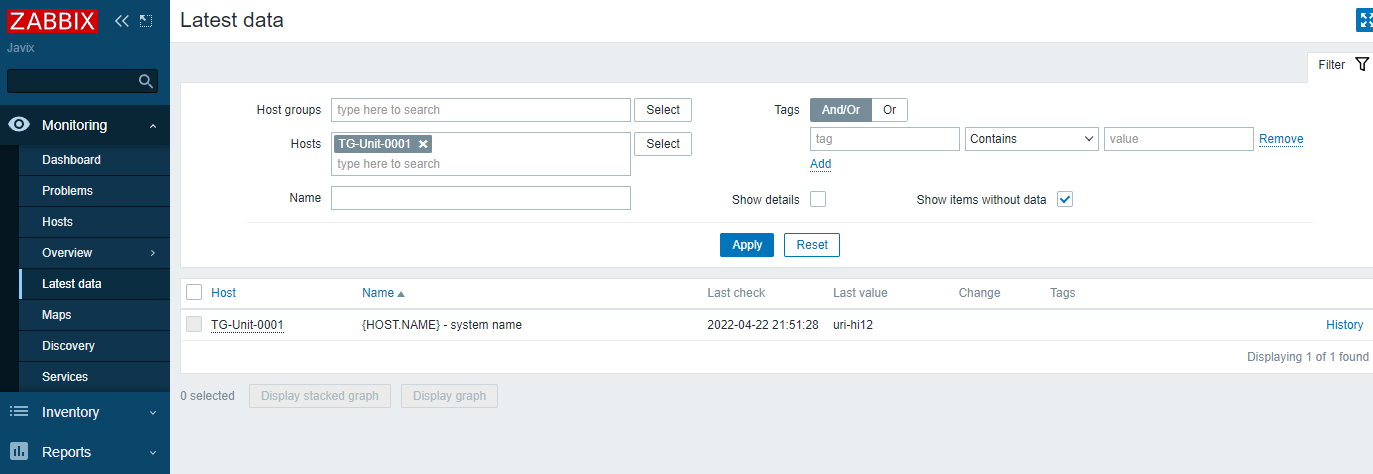 ZABBIX
Javix
Monitoring
Dashboard
Problems
Hosts
Overview
Latest data
Maps
Discovery
Services
Inventory
Reports
Latest data
Filter
Host groups type here to search Select
Hosts TG-Unit-0001 Select
type here to search
Name
Tags And/Or Or
tag Contains value Remove
Add
Show details Show items without data
Apply Reset
Host Name Last check Last value Change Tags
TG-Unit-0001 {HOST.NAME} - system name 2022-04-22 21:51:28 uri-hi12 History
Displaying 1 of 1 found
0 selected Display stacked graph Display graph